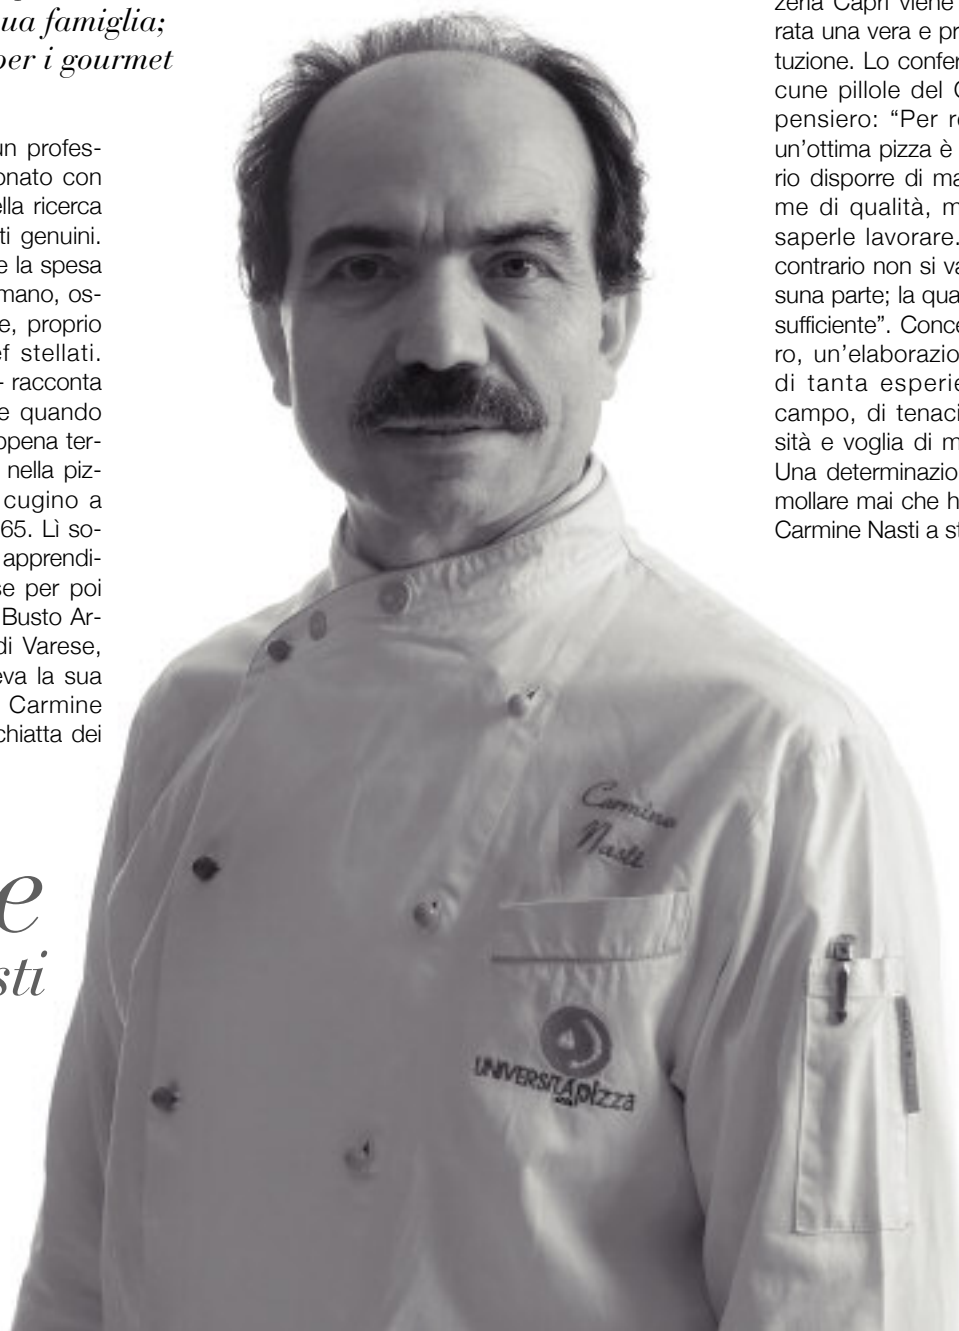 ua famiglia;
per i gourmet
un profes-
onato con
ella ricerca
ti genuini.
e la spesa
mano, os-
e, proprio
ef stellati.
- racconta
e quando
ppena ter-
nella piz-
cugino a
65. Lì so-
apprendi-
se per poi
Busto Ar-
di Varese,
eva la sua
Carmine
chiatta dei
e
sti
zeria Capri viene
rata una vera e pr
tuzione. Lo confer
cune pillole del
pensiero: “Per re
un’ottima pizza è
rio disporre di ma
me di qualità, m
saperle lavorare.
contrario non si va
suna parte; la qua
sufficiente”. Conce
ro, un’elaborazio
di tanta esperie
campo, di tenaci
sità e voglia di m
Una determinazio
mollare mai che h
Carmine Nasti a st
Carmine
Nasti
UNIVERSITÀ
pizza